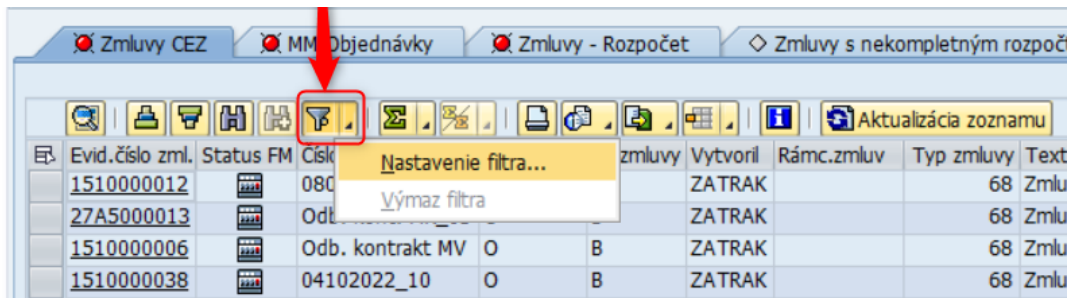 Zmluvy CEZ MM Objednávky Zmluvy - Rozpočet Zmluvy s nekompletným rozpočt
Aktualizácia zoznamu
Evid.číslo zml. Status FM Číslo zmluvy Vytvoril Rámc.zmluv Typ zmluvy Text
Nastavenie filtra...
1510000012 080 ZATRAK 68 Zmlu
Výmaz filtra
27A5000013 Odb. ZATRAK 68 Zmlu
1510000006 Odb. kontrakt MV O B ZATRAK 68 Zmlu
1510000038 04102022_10 O B ZATRAK 68 Zmlu